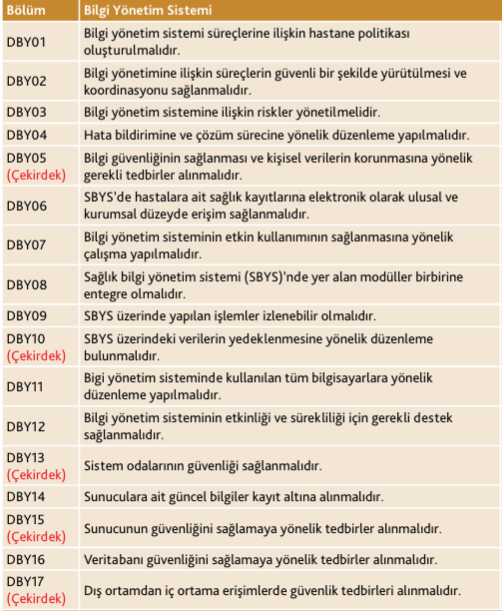 Bölüm Bilgi Yönetim Sistemi
DBY01 Bilgi yönetim sistemi süreçlerine ilişkin hastane politikası
oluşturulmalıdır.
DBY02 Bilgi yönetimine ilişkin süreçlerin güvenli bir şekilde yürütülmesi ve
koordinasyonu sağlanmalıdır.
DBY03 Bilgi yönetim sistemine ilişkin riskler yönetilmelidir.
DBY04 Hata bildirimine ve çözüm sürecine yönelik düzenleme yapılmalıdır.
DBY05 Bilgi güvenliğinin sağlanması ve kişisel verilerin korunmasına yönelik
(Çekirdek) gerekli tedbirler alınmalıdır.
DBY06 SBYS'de hastalara ait sağlık kayıtlarına elektronik olarak ulusal ve
kurumsal düzeyde erişim sağlanmalıdır.
DBY07 Bilgi yönetim sisteminin etkin kullanımının sağlanmasına yönelik
çalışma yapılmalıdır.
DBY08 Sağlık bilgi yönetim sistemi (SBYS)'nde yer alan modüller birbirine
entegre olmalıdır.
DBY09 SBYS üzerinde yapılan işlemler izlenebilir olmalıdır.
DBY10 SBYS üzerindeki verilerin yedeklenmesine yönelik düzenleme
(Çekirdek) bulunmalıdır.
DBY11 Bigi yönetim sisteminde kullanılan tüm bilgisayarlara yönelik
düzenleme yapılmalıdır.
DBY12 Bilgi yönetim sisteminin etkinliği ve sürekliliği için gerekli destek
sağlanmalıdır.
DBY13
(Çekirdek) Sistem odalarının güvenliği sağlanmalıdır.
DBY14 Sunuculara ait güncel bilgiler kayıt altına alınmalıdır.
DBY15
(Çekirdek) Sunucunun güvenliğini sağlamaya yönelik tedbirler alınmalıdır.
DBY16 Veritabanı güvenliğini sağlamaya yönelik tedbirler alınmalıdır.
DBY17
(Çekirdek) Dış ortamdan iç ortama erişimlerde güvenlik tedbirleri alınmalıdır.